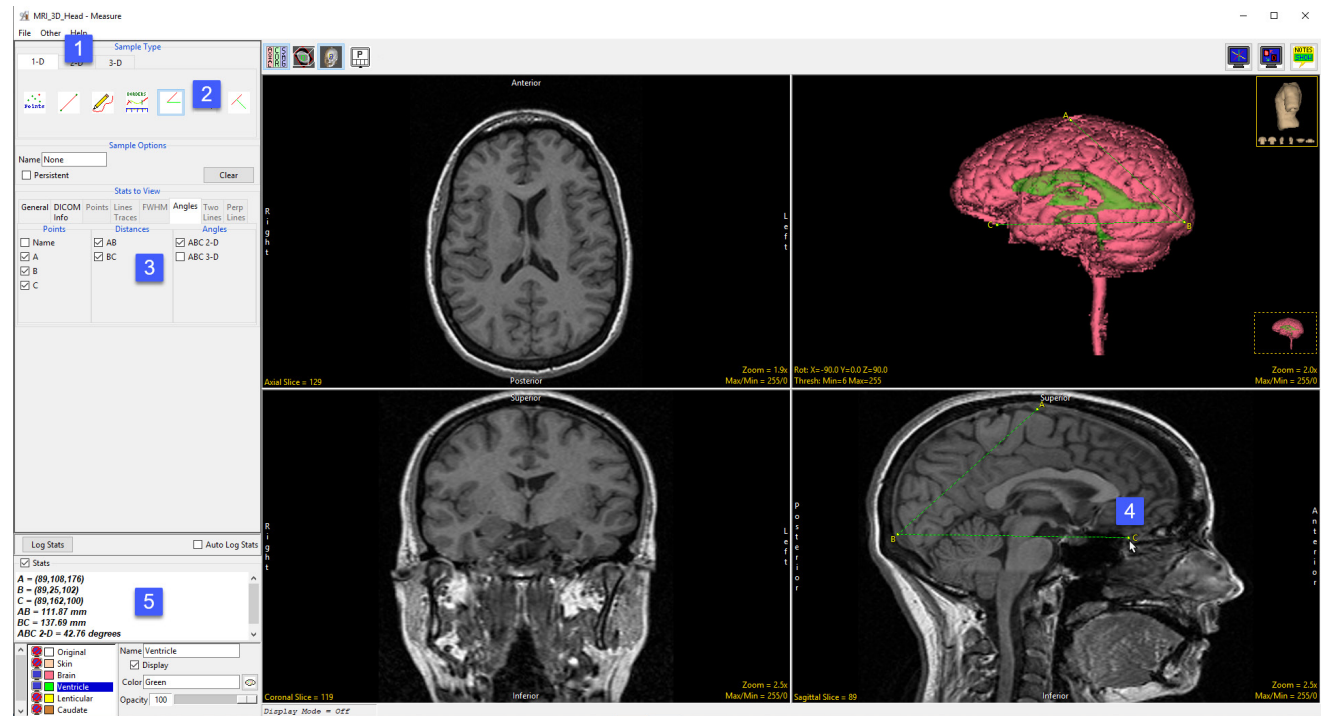 MRI_3D_Head - Measure
File Other Help
1
Sample Type
1-D 2-D 3-D
Points
BORDERS
2
Sample Options
Name None
Persistent
Clear
Stats to View
General DICOM Info Points Lines Traces FWHM Angles Two Lines Perp Lines
Points Distances Angles
Name AB ABC 2-D
A BC ABC 3-D
B
C
3
Log Stats
Auto Log Stats
Stats
A = (89,108,176)
B = (89,25,102)
C = (89,162,100)
AB = 111.87 mm
BC = 137.69 mm
ABC 2-D = 42.76 degrees
5
Original
Skin
Brain
Ventricle
Lenticular
Caudate
Name Ventricle
Display
Color Green
Opacity 100
P
NOTES
SHOW
Anterior
Right
Left
Axial Slice = 129
Posterior
Zoom = 1.9x
Max/Min = 255/0
A
C
B
Rot: X=-90.0 Y=0.0 Z=90.0
Thresh: Min=6 Max=255
Zoom = 2.0x
Max/Min = 255/0
Superior
Right
Left
Coronal Slice = 119
Inferior
Zoom = 2.5x
Max/Min = 255/0
Superior
A
Posterior
Anterior
4
B
C
Sagittal Slice = 89
Inferior
Zoom = 2.5x
Max/Min = 255/0
Display Mode = Off